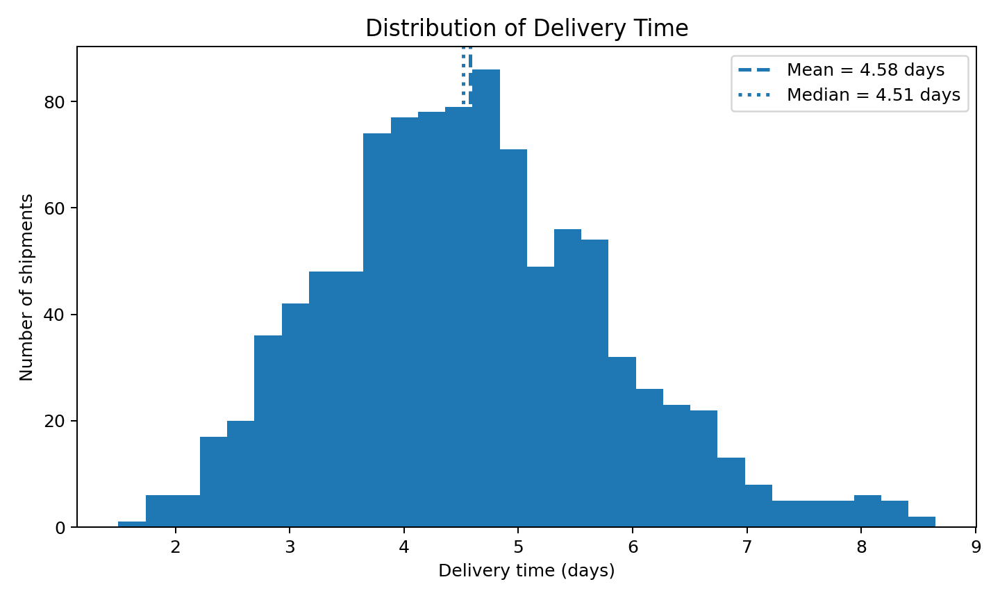 Distribution of Delivery Time
Mean = 4.58 days
Median = 4.51 days
Number of shipments
80
60
40
20
0
2 3 4 5 6 7 8 9
Delivery time (days)